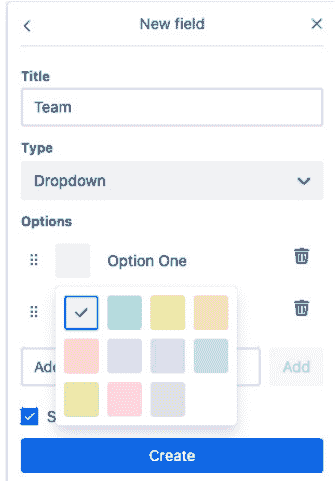 New field
Title
Team
Type
Dropdown
Options
Option One
Add
Create